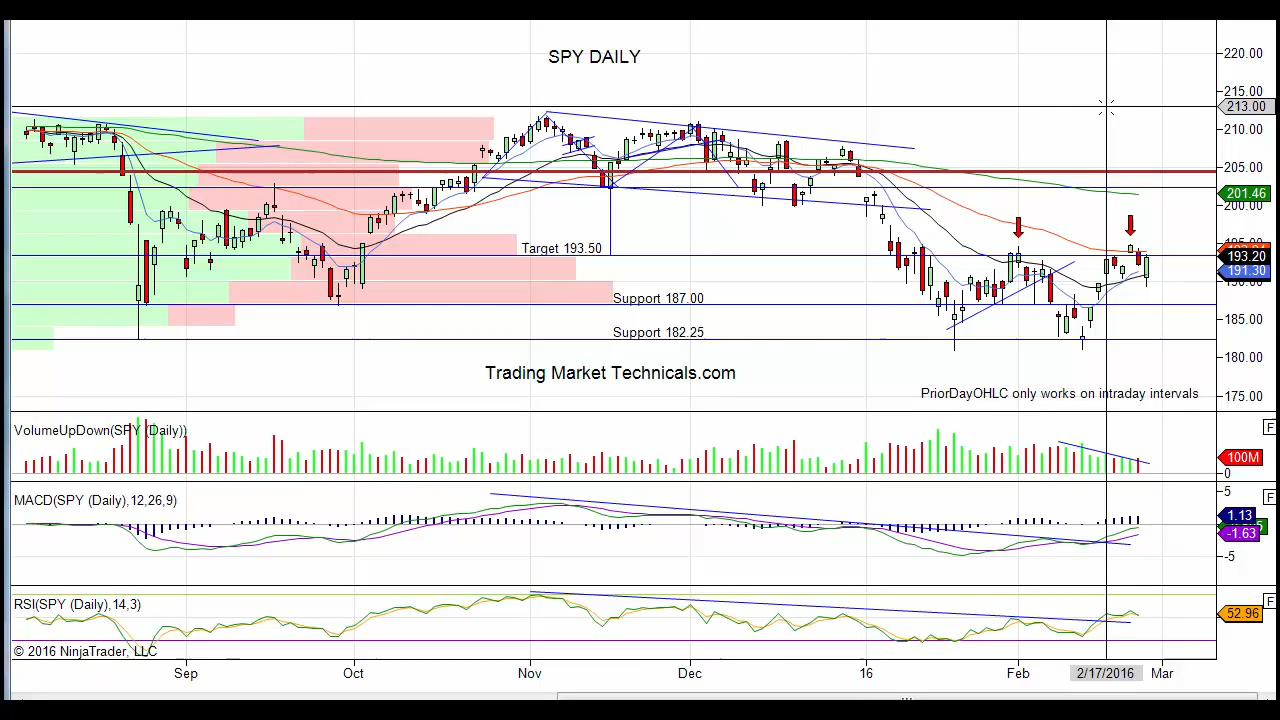 SPY DAILY
220.00
215.00
213.00
210.00
205.00
201.46
200.00
Target 193.50
193.20
191.30
190.00
Support 187.00
185.00
Support 182.25
180.00
Trading Market Technicals.com
PriorDayOHLC only works on intraday intervals
175.00
VolumeUpDown(SPY (Daily))
F
100M
0
MACD(SPY (Daily),12,26,9)
5
F
1.13
-1.63
-5
RSI(SPY (Daily),14,3)
F
52.96
© 2016 NinjaTrader, LLC
Sep Oct Nov Dec 16 Feb 2/17/2016 Mar